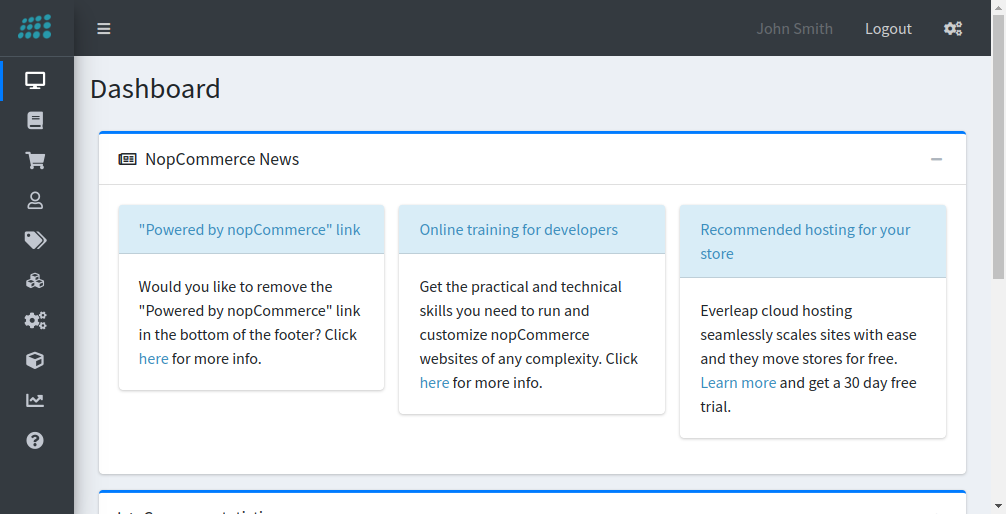 John Smith
Logout
Dashboard
NopCommerce News
"Powered by nopCommerce" link
Would you like to remove the
"Powered by nopCommerce" link
in the bottom of the footer? Click
here for more info.
Online training for developers
Get the practical and technical
skills you need to run and
customize nopCommerce
websites of any complexity. Click
here for more info.
Recommended hosting for your
store
Everleap cloud hosting
seamlessly scales sites with ease
and they move stores for free.
Learn more and get a 30 day free
trial.